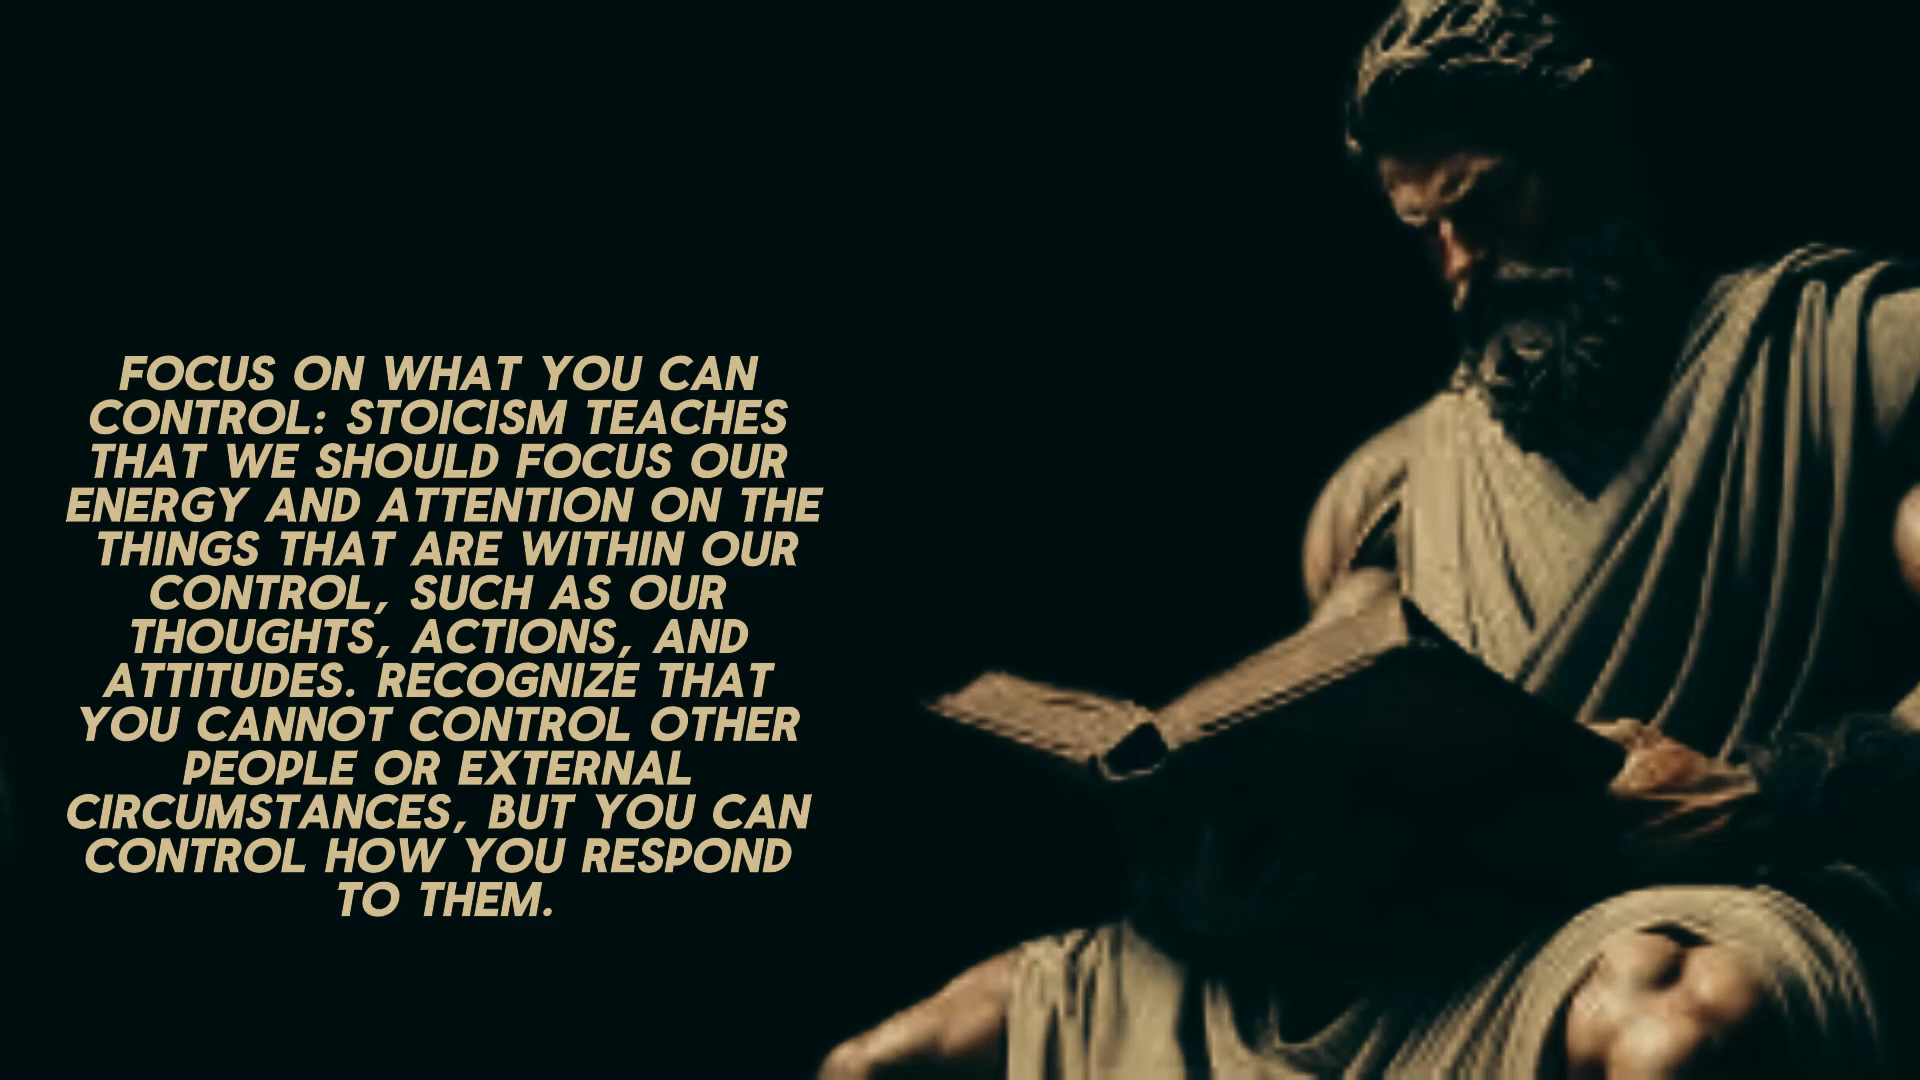 FOCUS ON WHAT YOU CAN
CONTROL: STOICISM TEACHES
THAT WE SHOULD FOCUS OUR
ENERGY AND ATTENTION ON THE
THINGS THAT ARE WITHIN OUR
CONTROL, SUCH AS OUR
THOUGHTS, ACTIONS, AND
ATTITUDES. RECOGNIZE THAT
YOU CANNOT CONTROL OTHER
PEOPLE OR EXTERNAL
CIRCUMSTANCES, BUT YOU CAN
CONTROL HOW YOU RESPOND
TO THEM.